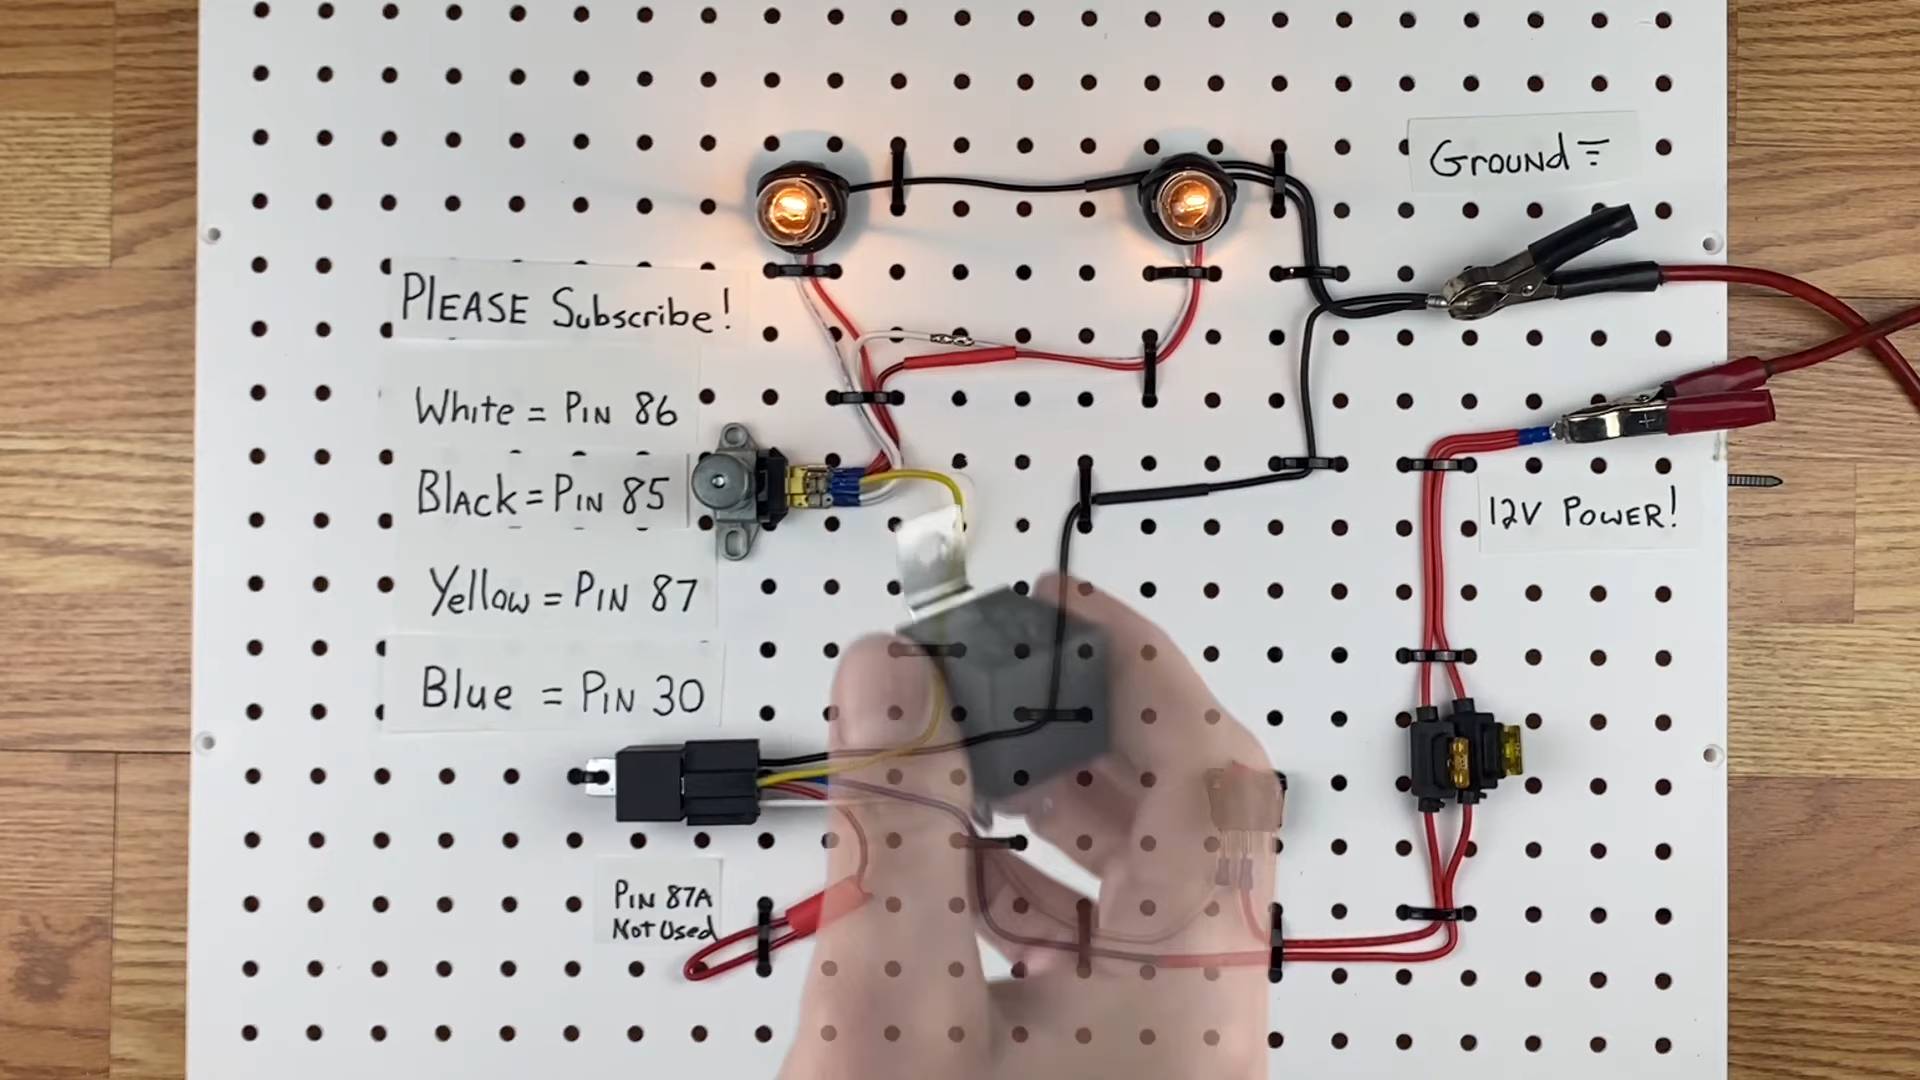 Ground
PLEASE Subscribe!
White = PIN 86
Black = PIN 85
12V POWER!
Yellow = PIN 87
Blue = PIN 30
PIN 87A
Not Used